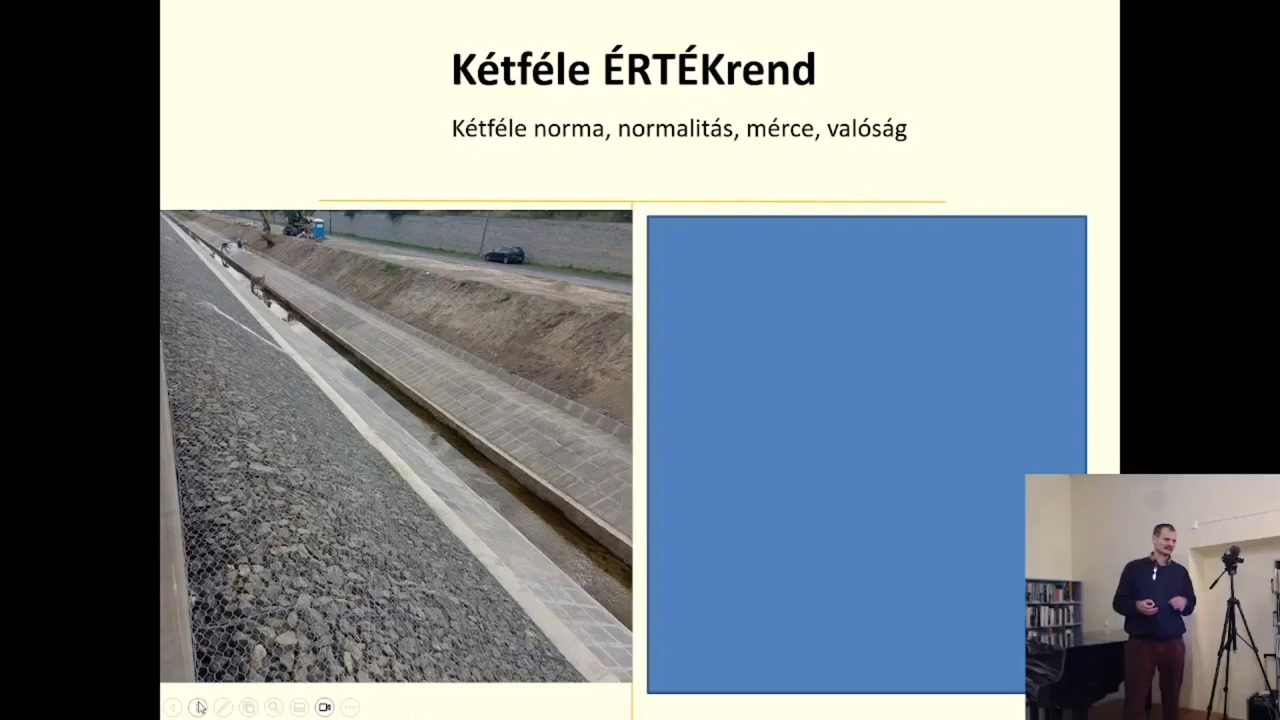 Kétféle ÉRTÉKrend
Kétféle norma, normalitás, mérce, valóság